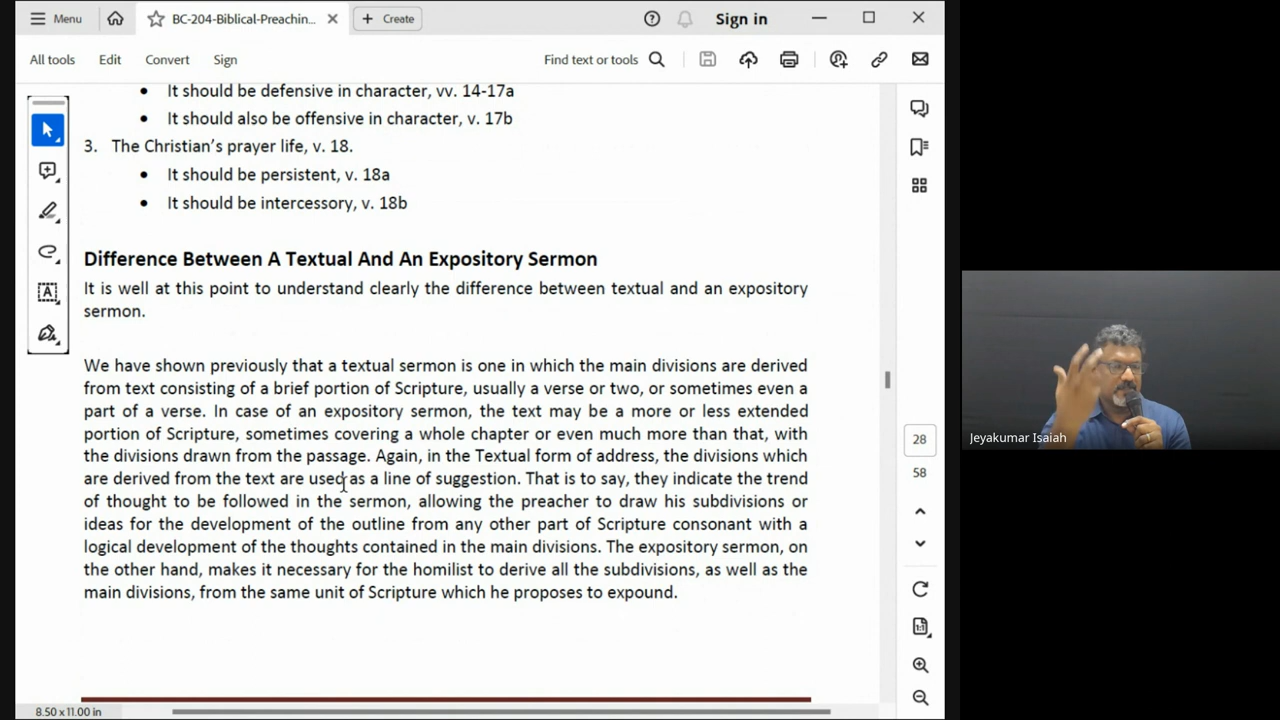 Menu
BC-204-Biblical-Preachin...
Create
Sign in
All tools
Edit
Convert
Sign
Find text or tools
• It should be defensive in character, vv. 14-17a
• It should also be offensive in character, v. 17b
3. The Christian’s prayer life, v. 18.
• It should be persistent, v. 18a
• It should be intercessory, v. 18b
Difference Between A Textual And An Expository Sermon
It is well at this point to understand clearly the difference between textual and an expository
sermon.
We have shown previously that a textual sermon is one in which the main divisions are derived
from text consisting of a brief portion of Scripture, usually a verse or two, or sometimes even a
part of a verse. In case of an expository sermon, the text may be a more or less extended
portion of Scripture, sometimes covering a whole chapter or even much more than that, with
the divisions drawn from the passage. Again, in the Textual form of address, the divisions which
are derived from the text are used as a line of suggestion. That is to say, they indicate the trend
of thought to be followed in the sermon, allowing the preacher to draw his subdivisions or
ideas for the development of the outline from any other part of Scripture consonant with a
logical development of the thoughts contained in the main divisions. The expository sermon, on
the other hand, makes it necessary for the homilist to derive all the subdivisions, as well as the
main divisions, from the same unit of Scripture which he proposes to expound.
28
58
1:1
8.50 x 11.00 in
Jeyakumar Isaiah